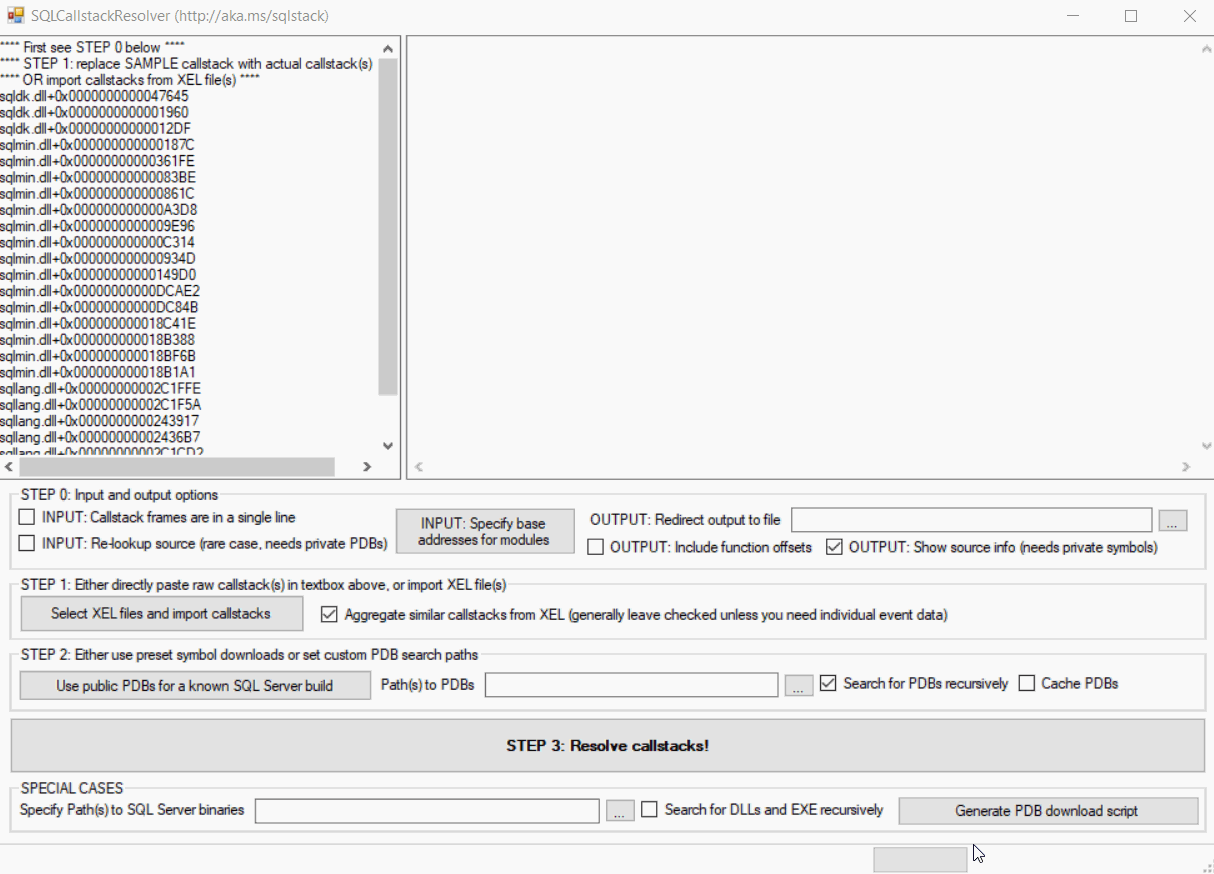 SQLCallstackResolver (http://aka.ms/sqlstack)
**** First see STEP 0 below ****
**** STEP 1: replace SAMPLE callstack with actual callstack(s)
**** OR import callstacks from XEL file(s) ****
sqldk.dll+0x0000000000047645
sqldk.dll+0x0000000000001960
sqldk.dll+0x00000000000012DF
sqlmin.dll+0x000000000000187C
sqlmin.dll+0x00000000000361FE
sqlmin.dll+0x00000000000083BE
sqlmin.dll+0x000000000000861C
sqlmin.dll+0x000000000000A3D8
sqlmin.dll+0x0000000000009E96
sqlmin.dll+0x000000000000C314
sqlmin.dll+0x000000000000934D
sqlmin.dll+0x00000000000149D0
sqlmin.dll+0x00000000000DCAE2
sqlmin.dll+0x00000000000DC84B
sqlmin.dll+0x000000000018C41E
sqlmin.dll+0x000000000018B388
sqlmin.dll+0x000000000018BF6B
sqlmin.dll+0x000000000018B1A1
sqllang.dll+0x00000000002C1FFE
sqllang.dll+0x00000000002C1F5A
sqllang.dll+0x0000000000243917
sqllang.dll+0x00000000002436B7
sqllang.dll+0x00000000002C1CD2
STEP 0: Input and output options
INPUT: Callstack frames are in a single line
INPUT: Re-lookup source (rare case, needs private PDBs)
INPUT: Specify base
addresses for modules
OUTPUT: Redirect output to file
...
OUTPUT: Include function offsets
OUTPUT: Show source info (needs private symbols)
STEP 1: Either directly paste raw callstack(s) in textbox above, or import XEL file(s)
Select XEL files and import callstacks
Aggregate similar callstacks from XEL (generally leave checked unless you need individual event data)
STEP 2: Either use preset symbol downloads or set custom PDB search paths
Use public PDBs for a known SQL Server build
Path(s) to PDBs
...
Search for PDBs recursively
Cache PDBs
STEP 3: Resolve callstacks!
SPECIAL CASES
Specify Path(s) to SQL Server binaries
...
Search for DLLs and EXE recursively
Generate PDB download script